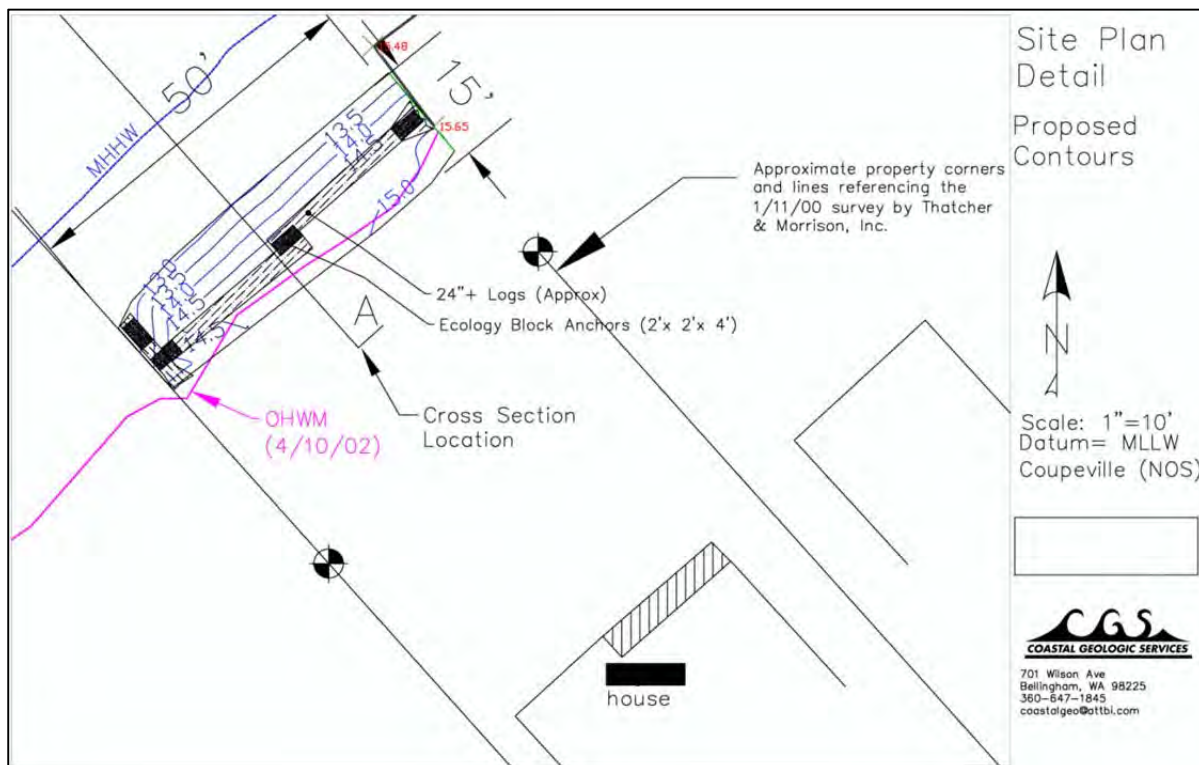 Site Plan
Detail
Proposed
Contours
50'
15'
MHHW
15.65
13.5
14.0
14.5
15.0
13.0
13.5
14.0
14.5
14.5
Approximate property corners
and lines referencing the
1/11/00 survey by Thatcher
& Morrison, Inc.
24"+ Logs (Approx)
Ecology Block Anchors (2'x 2'x 4')
A
Cross Section
Location
OHWM
(4/10/02)
N
Scale: 1"=10'
Datum= MLLW
Coupeville (NOS)
house
CGS
COASTAL GEOLOGIC SERVICES
701 Wilson Ave
Bellingham, WA 98225
360-647-1845
coastalgeo@attbi.com